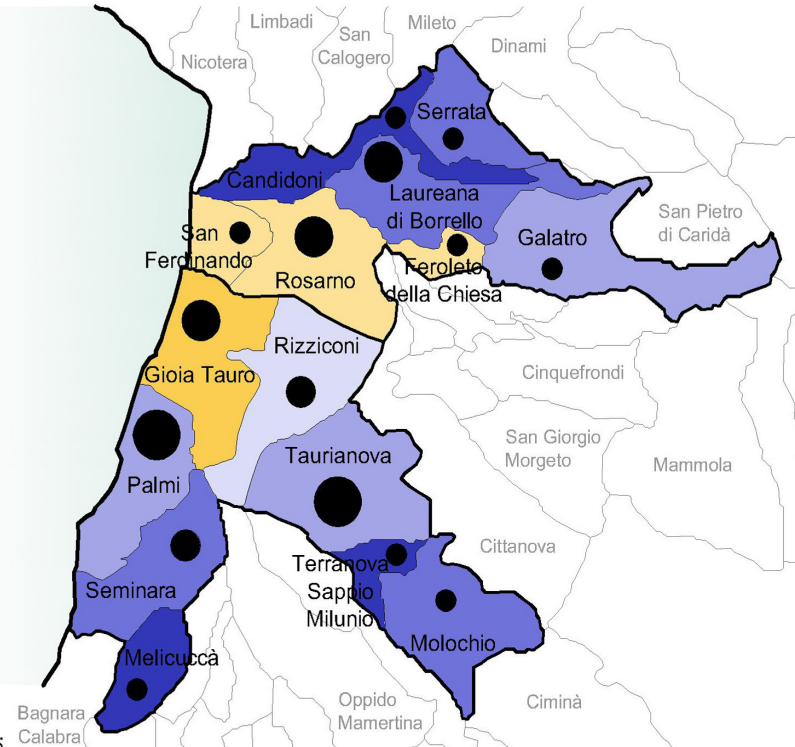 Limbadi
Mileto
San
Calogero
Dinami
Nicotera
Serrata
Candidoni
Laureana
di Borrello
San Pietro
di Caridà
San
Ferdinando
Galatro
Feroleto
della Chiesa
Rosarno
Rizziconi
Gioia Tauro
Cinquefrondi
San Giorgio
Morgeto
Mammola
Taurianova
Palmi
Cittanova
Terranova
Sappio
Milunio
Seminara
Molochio
Melicuccà
Oppido
Mamertina
Ciminà
Bagnara
Calabra